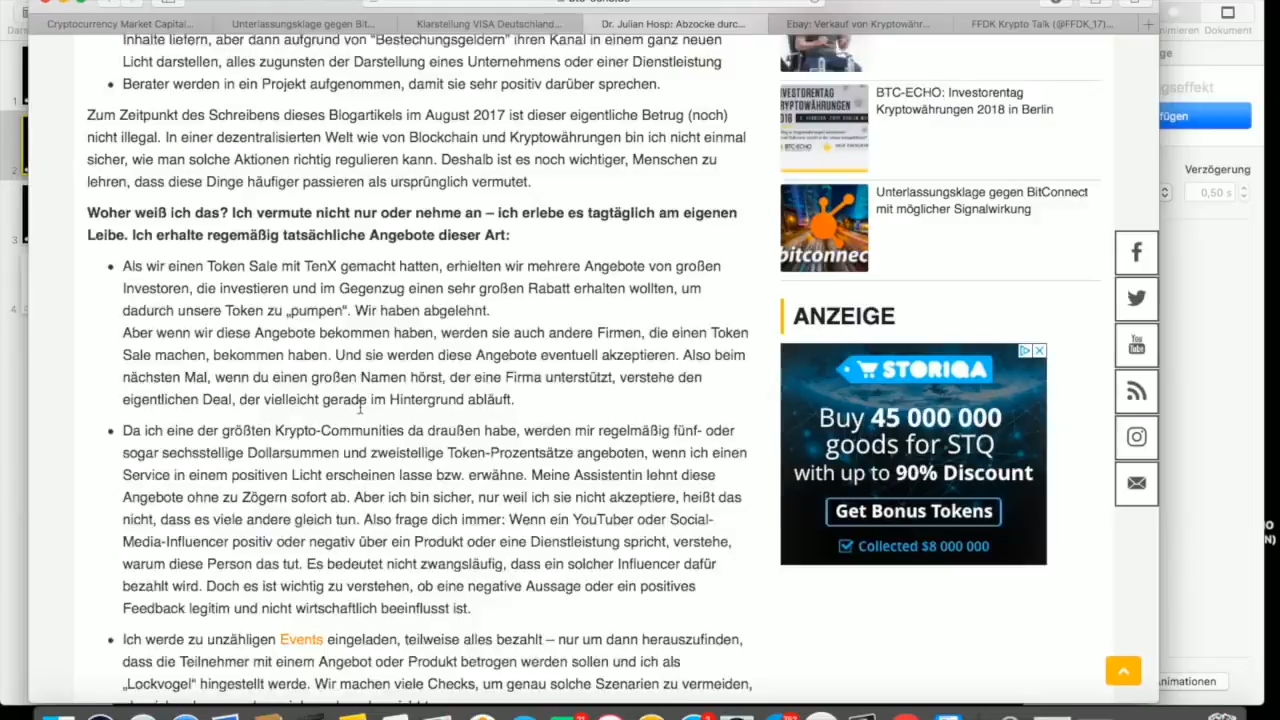 Cryptocurrency Market Capital...
Unterlassungsklage gegen Bit...
Klarstellung VISA Deutschland...
Dr. Julian Hosp: Abzocke durc...
Ebay: Verkauf von Kryptowähr...
FFDK Krypto Talk (@FFDK_17)...
Dokument
Inhalte liefern, aber dann aufgrund von “Bestechungsgeldern” ihren Kanal in einem ganz neuen
Licht darstellen, alles zugunsten der Darstellung eines Unternehmens oder einer Dienstleistung
Berater werden in ein Projekt aufgenommen, damit sie sehr positiv darüber sprechen.
Zum Zeitpunkt des Schreibens dieses Blogartikels im August 2017 ist dieser eigentliche Betrug (noch)
nicht illegal. In einer dezentralisierten Welt wie von Blockchain und Kryptowährungen bin ich nicht einmal
sicher, wie man solche Aktionen richtig regulieren kann. Deshalb ist es noch wichtiger, Menschen zu
lehren, dass diese Dinge häufiger passieren als ursprünglich vermutet.
Woher weiß ich das? Ich vermute nicht nur oder nehme an – ich erlebe es tagtäglich am eigenen
Leibe. Ich erhalte regemäßig tatsächliche Angebote dieser Art:
Als wir einen Token Sale mit TenX gemacht hatten, erhielten wir mehrere Angebote von großen
Investoren, die investieren und im Gegenzug einen sehr großen Rabatt erhalten wollten, um
dadurch unsere Token zu „pumpen“. Wir haben abgelehnt.
Aber wenn wir diese Angebote bekommen haben, werden sie auch andere Firmen, die einen Token
Sale machen, bekommen haben. Und sie werden diese Angebote eventuell akzeptieren. Also beim
nächsten Mal, wenn du einen großen Namen hörst, der eine Firma unterstützt, verstehe den
eigentlichen Deal, der vielleicht gerade im Hintergrund abläuft.
Da ich eine der größten Krypto-Communities da draußen habe, werden mir regelmäßig fünf- oder
sogar sechsstellige Dollarsummen und zweistellige Token-Prozentsätze angeboten, wenn ich einen
Service in einem positiven Licht erscheinen lasse bzw. erwähne. Meine Assistentin lehnt diese
Angebote ohne zu Zögern sofort ab. Aber ich bin sicher, nur weil ich sie nicht akzeptiere, heißt das
nicht, dass es viele andere gleich tun. Also frage dich immer: Wenn ein YouTuber oder Social-
Media-Influencer positiv oder negativ über ein Produkt oder eine Dienstleistung spricht, verstehe,
warum diese Person das tut. Es bedeutet nicht zwangsläufig, dass ein solcher Influencer dafür
bezahlt wird. Doch es ist wichtig zu verstehen, ob eine negative Aussage oder ein positives
Feedback legitim und nicht wirtschaftlich beeinflusst ist.
Ich werde zu unzähligen Events eingeladen, teilweise alles bezahlt – nur um dann herauszufinden,
dass die Teilnehmer mit einem Angebot oder Produkt betrogen werden sollen und ich als
„Lockvogel“ hingestellt werde. Wir machen viele Checks, um genau solche Szenarien zu vermeiden,
BTC-ECHO: Investorentag
Kryptowährungen 2018 in Berlin
Unterlassungsklage gegen BitConnect
mit möglicher Signalwirkung
bitconnec
ANZEIGE
STORIQA
Buy 45 000 000
goods for STQ
with up to 90% Discount
Get Bonus Tokens
Collected $8 000 000
You
Tube
Verzögerung
0,50 s
1
2
3
4